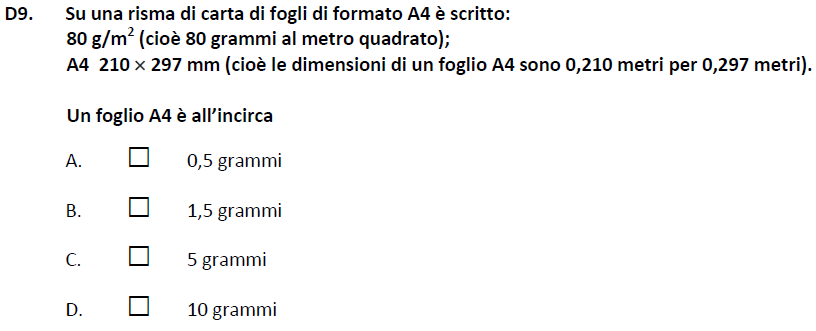 D9. Su una risma di carta di fogli di formato A4 è scritto:
80 g/m² (cioè 80 grammi al metro quadrato);
A4 210 × 297 mm (cioè le dimensioni di un foglio A4 sono 0,210 metri per 0,297 metri).
Un foglio A4 è all'incirca
A. □ 0,5 grammi
B. □ 1,5 grammi
C. □ 5 grammi
D. □ 10 grammi